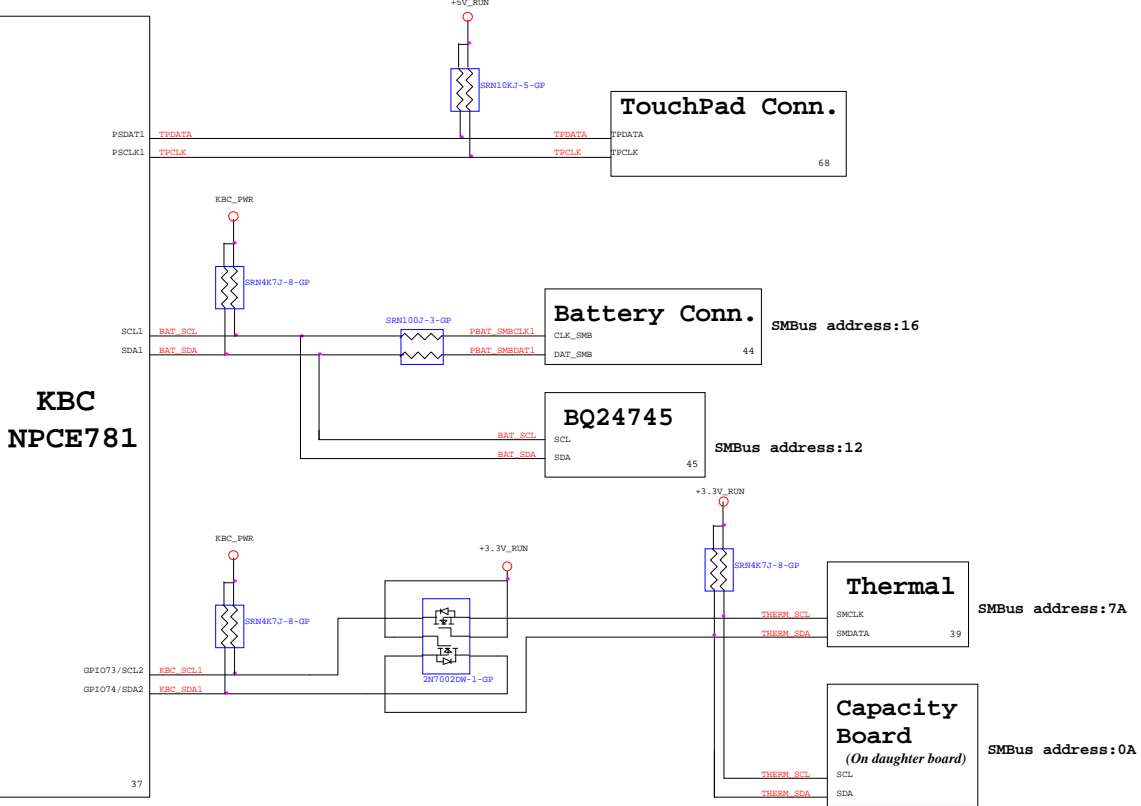 +5V_RUN
SRN10KJ-5-GP
TouchPad Conn.
PSDAT1 TPDATA TPDATA TPDATA
PSCLK1 TPCLK TPCLK TPCLK
68
KBC_PWR
SRN4K7J-8-GP
SRN100J-3-GP
Battery Conn.
SMBus address:16
SCL1 BAT_SCL PBAT_SMBCLK1 CLK_SMB
SDA1 BAT_SDA PBAT_SMBDAT1 DAT_SMB
44
KBC
NPCE781
BQ24745
BAT_SCL SCL
BAT_SDA SDA
45
SMBus address:12
+3.3V_RUN
KBC_PWR
+3.3V_RUN
SRN4K7J-8-GP
SRN4K7J-8-GP
Thermal
SMBus address:7A
THERM_SCL SMCLK
THERM_SDA SMDATA
39
GPIO73/SCL2 KBC_SCL1
GPIO74/SDA2 KBC_SDA1
2N7002DW-1-GP
Capacity
Board
(On daughter board)
SMBus address:0A
THERM_SCL SCL
THERM_SDA SDA
37